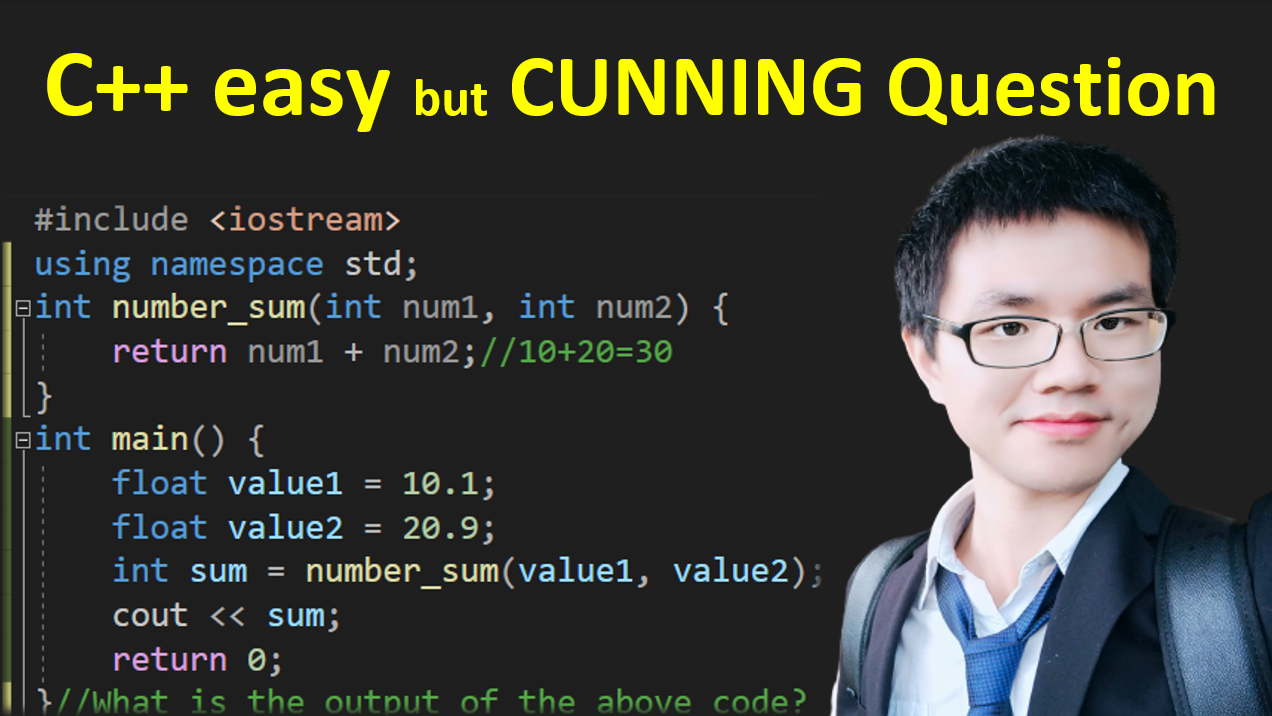 C++ easy but CUNNING Question
#include <iostream>
using namespace std;
int number_sum(int num1, int num2) {
return num1 + num2;//10+20=30
}
int main() {
float value1 = 10.1;
float value2 = 20.9;
int sum = number_sum(value1, value2);
cout << sum;
return 0;
}//What is the output of the above code?